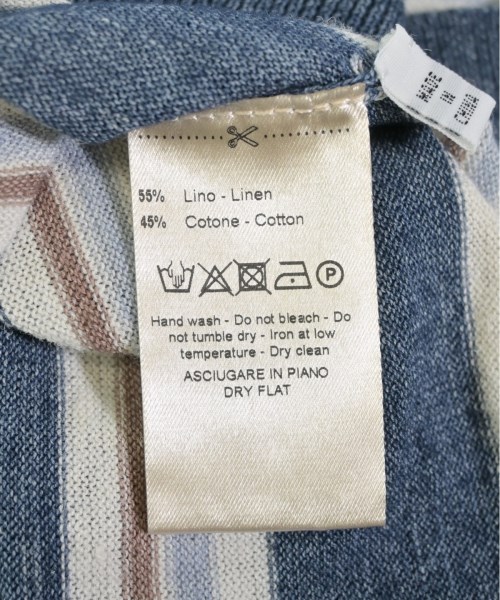 MADE
IN
CHINA
55% Lino - Linen
45% Cotone - Cotton
P
Hand wash - Do not bleach - Do
not tumble dry - Iron at low
temperature - Dry clean
ASCIUGARE IN PIANO
DRY FLAT